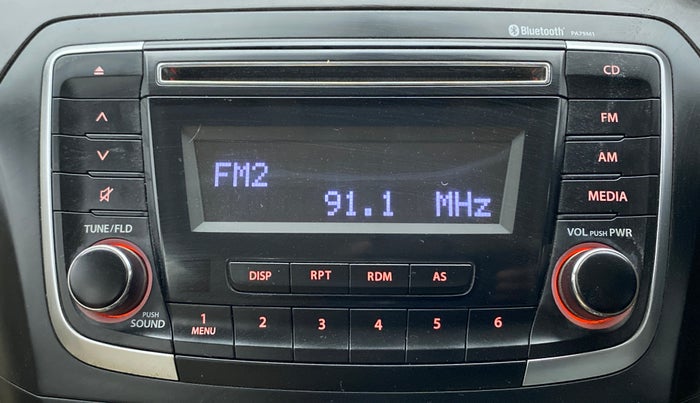 Bluetooth PA79M1
CD
FM
AM
MEDIA
FM2
91.1 MHz
TUNE/FLD
VOL PUSH PWR
DISP RPT RDM AS
PUSH
SOUND
1 2 3 4 5 6
MENU